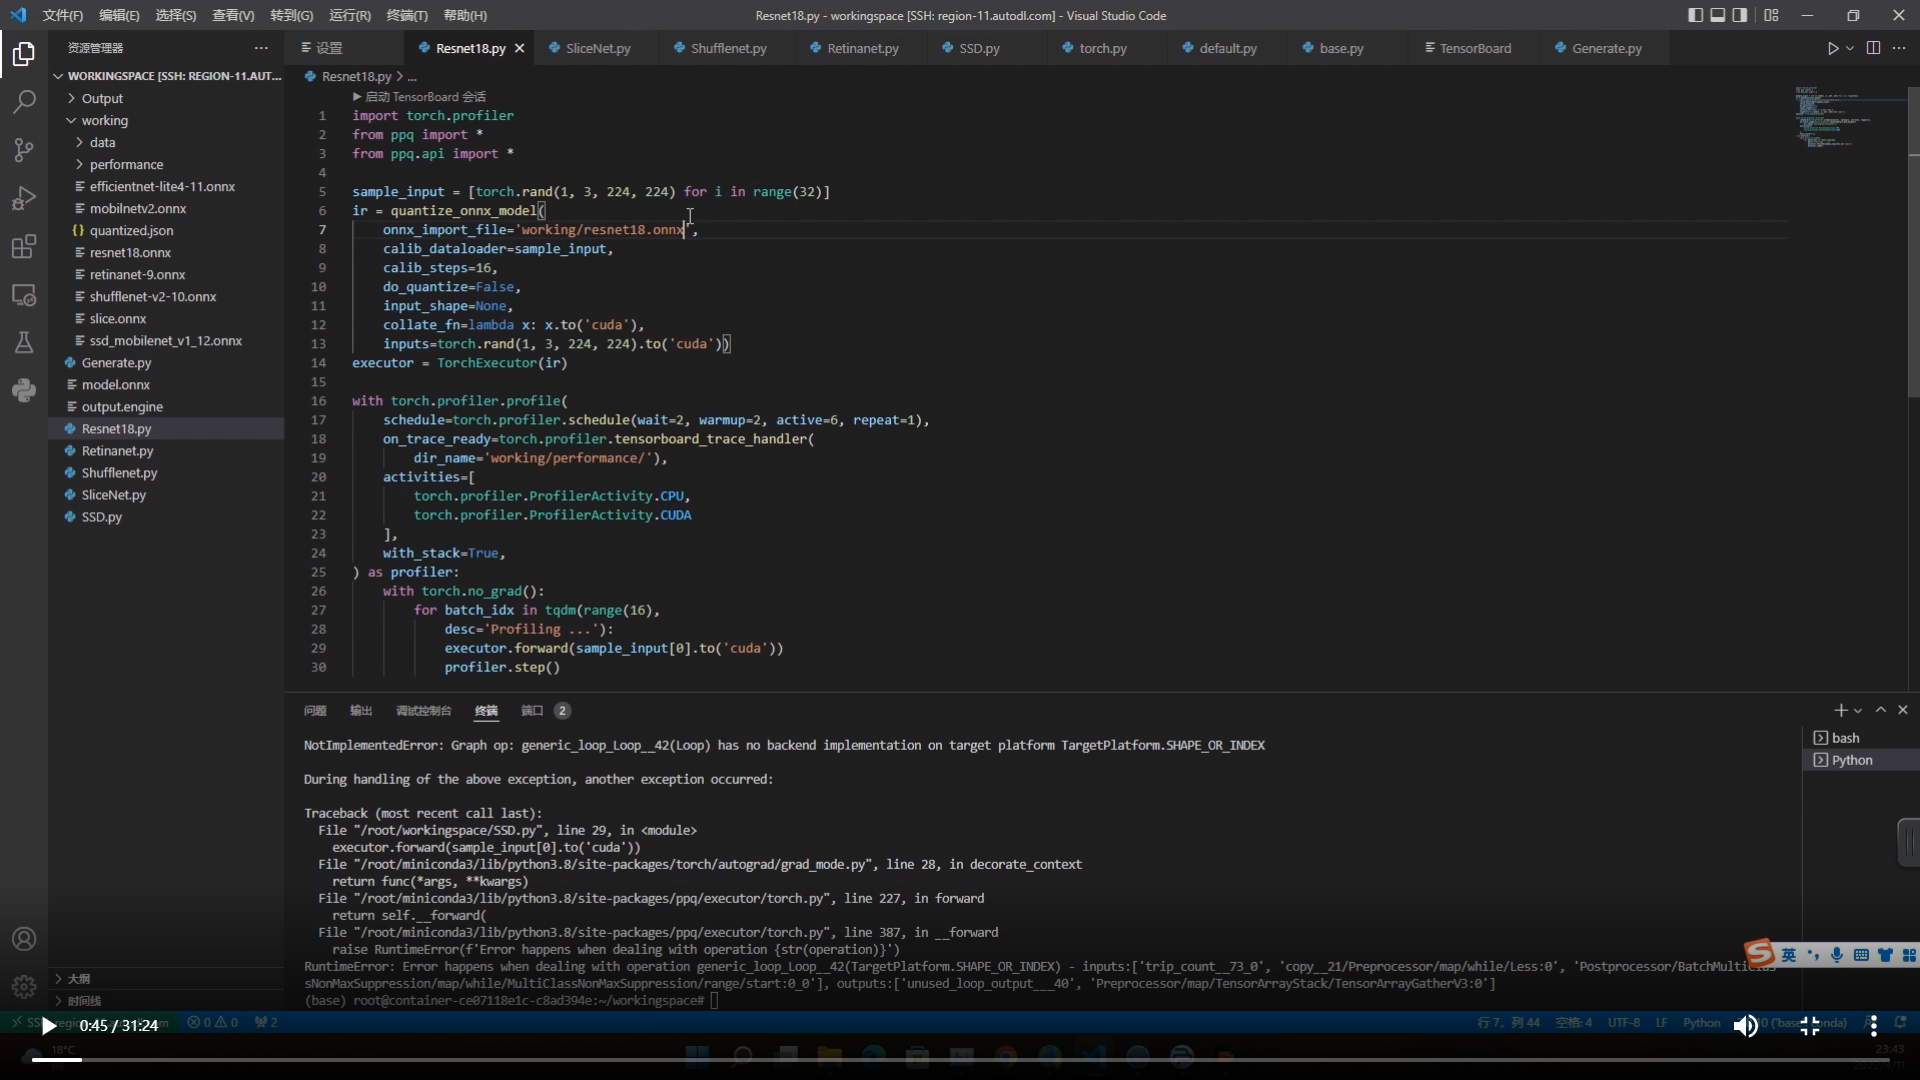 文件(F) 编辑(E) 选择(S) 查看(V) 转到(G) 运行(R) 终端(T) 帮助(H)
Resnet18.py - workingspace [SSH: region-11.autodl.com] - Visual Studio Code
资源管理器
设置 Resnet18.py SliceNet.py Shufflenet.py Retinanet.py SSD.py torch.py default.py base.py TensorBoard Generate.py
WORKINGSPACE [SSH: REGION-11.AUT...
Output
working
data
performance
efficientnet-lite4-11.onnx
mobilnetv2.onnx
quantized.json
resnet18.onnx
retinanet-9.onnx
shufflenet-v2-10.onnx
slice.onnx
ssd_mobilenet_v1_12.onnx
Generate.py
model.onnx
output.engine
Resnet18.py
Retinanet.py
Shufflenet.py
SliceNet.py
SSD.py
大纲
时间线
Resnet18.py > ...
启动 TensorBoard 会话
1 import torch.profiler
2 from ppq import *
3 from ppq.api import *
4
5 sample_input = [torch.rand(1, 3, 224, 224) for i in range(32)]
6 ir = quantize_onnx_model(
7 onnx_import_file='working/resnet18.onnx',
8 calib_dataloader=sample_input,
9 calib_steps=16,
10 do_quantize=False,
11 input_shape=None,
12 collate_fn=lambda x: x.to('cuda'),
13 inputs=torch.rand(1, 3, 224, 224).to('cuda'))
14 executor = TorchExecutor(ir)
15
16 with torch.profiler.profile(
17 schedule=torch.profiler.schedule(wait=2, warmup=2, active=6, repeat=1),
18 on_trace_ready=torch.profiler.tensorboard_trace_handler(
19 dir_name='working/performance/'),
20 activities=[
21 torch.profiler.ProfilerActivity.CPU,
22 torch.profiler.ProfilerActivity.CUDA
23 ],
24 with_stack=True,
25 ) as profiler:
26 with torch.no_grad():
27 for batch_idx in tqdm(range(16),
28 desc='Profiling ...'):
29 executor.forward(sample_input[0].to('cuda'))
30 profiler.step()
问题 输出 调试控制台 终端 端口 2
NotImplementedError: Graph op: generic_loop_Loop__42(Loop) has no backend implementation on target platform TargetPlatform.SHAPE_OR_INDEX
During handling of the above exception, another exception occurred:
Traceback (most recent call last):
File "/root/workingspace/SSD.py", line 29, in <module>
executor.forward(sample_input[0].to('cuda'))
File "/root/miniconda3/lib/python3.8/site-packages/torch/autograd/grad_mode.py", line 28, in decorate_context
return func(*args, **kwargs)
File "/root/miniconda3/lib/python3.8/site-packages/ppq/executor/torch.py", line 227, in forward
return self.__forward(
File "/root/miniconda3/lib/python3.8/site-packages/ppq/executor/torch.py", line 387, in __forward
raise RuntimeError(f'Error happens when dealing with operation {str(operation)}')
RuntimeError: Error happens when dealing with operation generic_loop_Loop__42(TargetPlatform.SHAPE_OR_INDEX) - inputs:['trip_count__73_0', 'copy__21/Preprocessor/map/while/Less:0', 'Postprocessor/BatchMultiClas
sNonMaxSuppression/map/while/MultiClassNonMaxSuppression/range/start:0_0'], outputs:['unused_loop_output___40', 'Preprocessor/map/TensorArrayStack/TensorArrayGatherV3:0']
(base) root@container-ce07118e1c-c8ad394e:~/workingspace#
bash
Python
英
0 0 2
行 7, 列 44 空格: 4 UTF-8 LF Python
0:45 / 31:24
18°C
23:43